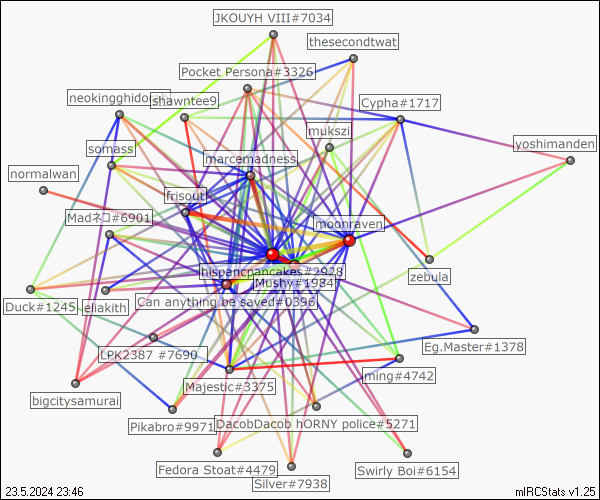 JKOUYH VIII#7034
thesecondtwat
Pocket Persona#3326
neokingghidorah
shawntee9
Cypha#1717
mukszi
yoshimanden
somass
marcemadness
normalwan
frisouti
Madネコ#6901
moonraven
hispancpancakes#2928
zebula
Mushy#1984
Duck#1245
eliakith
Can anything be saved#0396
Eg.Master#1378
LPK2387 #7690
ming#4742
Majestic#3375
bigcitysamurai
Pikabro#9971
DacobDacob hORNY police#5271
Fedora Stoat#4479
Swirly Boi#6154
Silver#7938
23.5.2024 23:46
mIRCStats v1.25